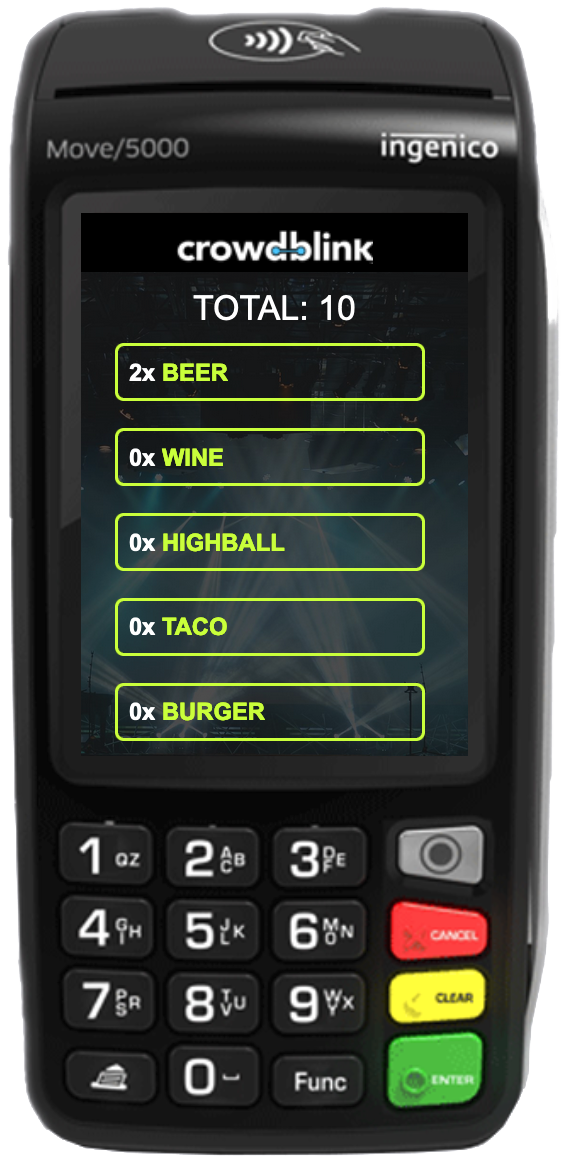 Move/5000 ingenico
crowdblink
TOTAL: 10
2x BEER
0x WINE
0x HIGHBALL
0x TACO
0x BURGER
1 QZ 2 ABC 3 DEF
4 GHI 5 JKL 6 MNO CANCEL
7 PRS 8 TUV 9 WXY CLEAR
0 Func ENTER